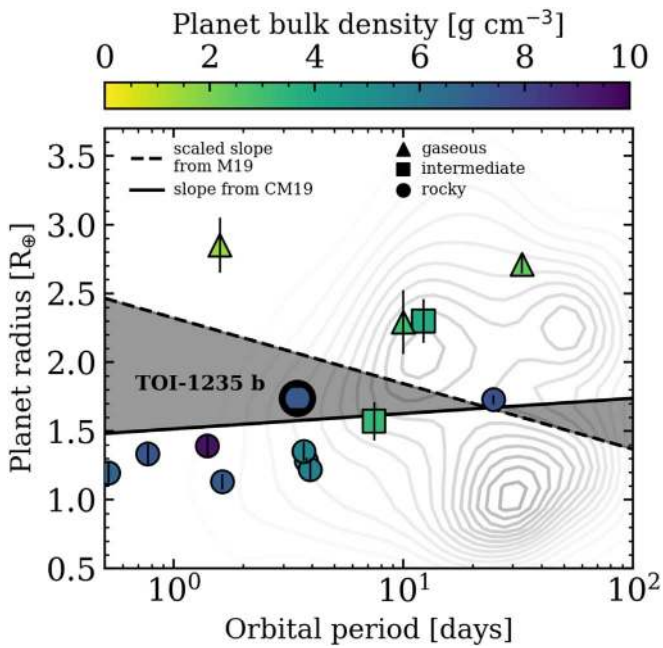 Planet bulk density [g cm⁻³]
0 2 4 6 8 10
scaled slope
from M19
slope from CM19
gaseous
intermediate
rocky
TOI-1235 b
Planet radius [R⊕]
3.5
3.0
2.5
2.0
1.5
1.0
0.5
10⁰ 10¹ 10²
Orbital period [days]